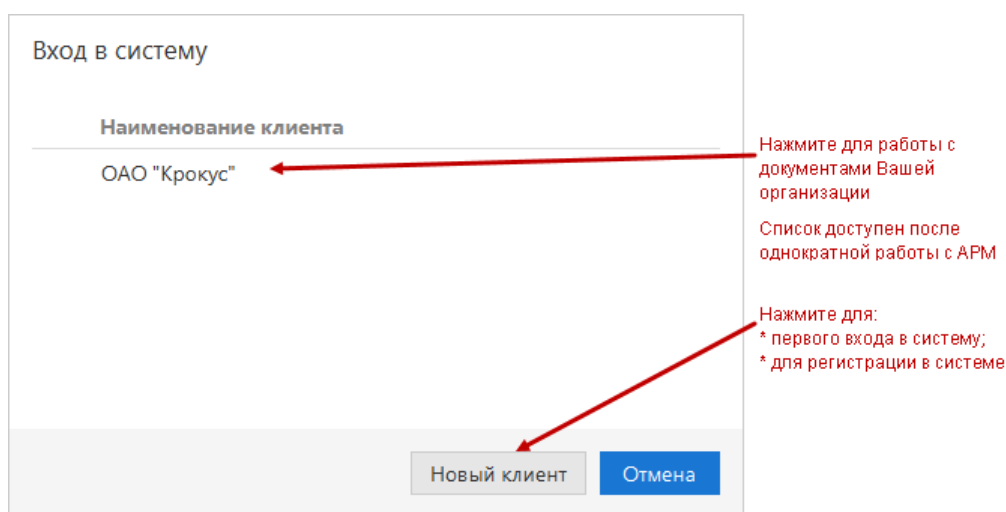 Вход в систему
Наименование клиента
ОАО "Крокус"
Нажмите для работы с
документами Вашей
организации
Список доступен после
однократной работы с АРМ
Нажмите для:
* первого входа в систему;
* для регистрации в системе
Новый клиент
Отмена